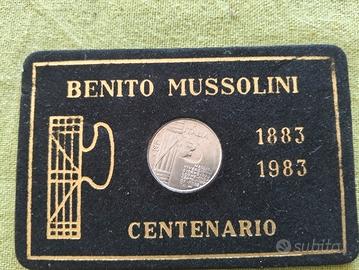 BENITO MUSSOLINI
1883
1983
CENTENARIO
subito